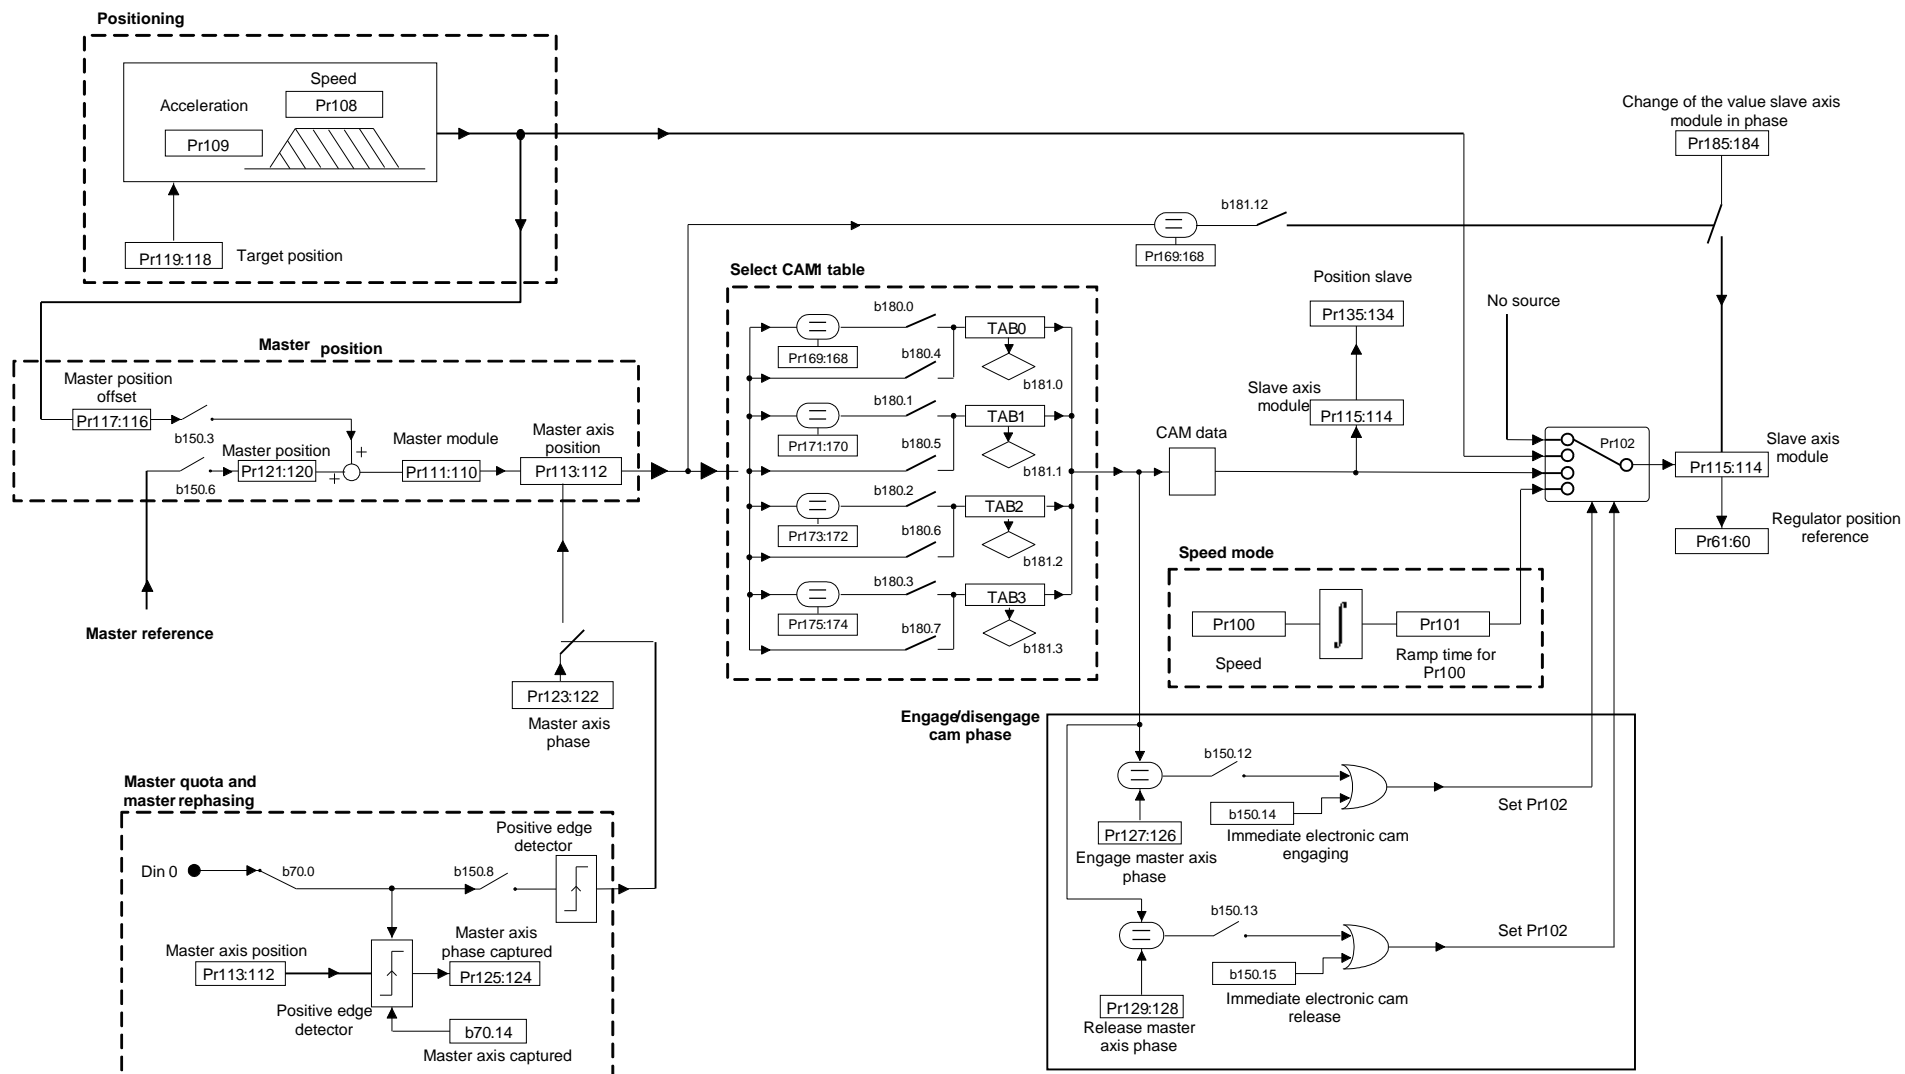 Positioning
Speed
Pr108
Acceleration
Pr109
Pr119:118
Target position
Change of the value slave axis
module in phase
Pr185:184
b181.12
Pr169:168
Select CAM1 table
b180.0
TAB0
Pr169:168
b180.4
b181.0
b180.1
TAB1
Pr171:170
b180.5
b181.1
b180.2
TAB2
Pr173:172
b180.6
b181.2
b180.3
TAB3
Pr175:174
b180.7
b181.3
Position slave
Pr135:134
Slave axis
module
Pr115:114
CAM data
No source
Pr102
Slave axis
module
Pr115:114
Regulator position
reference
Pr61:60
Master position
Master position
offset
Pr117:116
b150.3
Master position
Pr121:120
b150.6
+
+
Master module
Pr111:110
Master axis
position
Pr113:112
Master reference
Pr123:122
Master axis
phase
Speed mode
Pr100
Speed
Pr101
Ramp time for
Pr100
Engage/disengage
cam phase
b150.12
b150.14
Immediate electronic cam
engaging
Set Pr102
Pr127:126
Engage master axis
phase
b150.13
b150.15
Immediate electronic cam
release
Set Pr102
Pr129:128
Release master
axis phase
Master quota and
master rephasing
Din 0
b70.0
b150.8
Positive edge
detector
Master axis position
Pr113:112
Master axis
phase captured
Pr125:124
Positive edge
detector
b70.14
Master axis captured